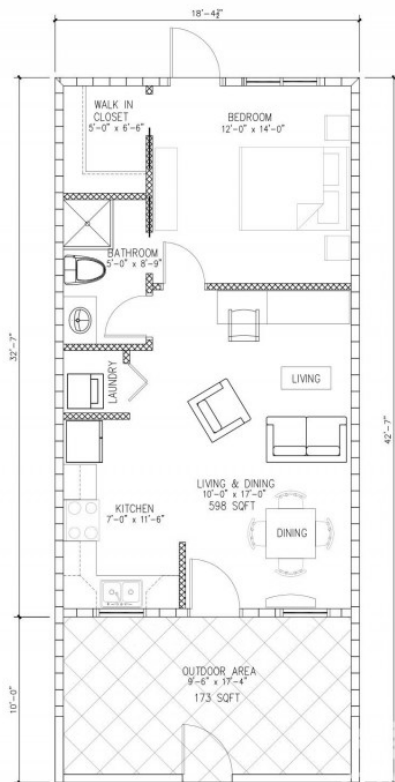 18'-4½"
WALK IN
CLOSET
5'-0" x 6'-6"
BEDROOM
12'-0" x 14'-0"
BATHROOM
5'-0" x 8'-9"
32'-7"
42'-7"
LAUNDRY
LIVING
LIVING & DINING
10'-0" x 17'-0"
598 SQFT
KITCHEN
7'-0" x 11'-6"
DINING
OUTDOOR AREA
9'-6" x 17'-4"
173 SQFT
10'-0"